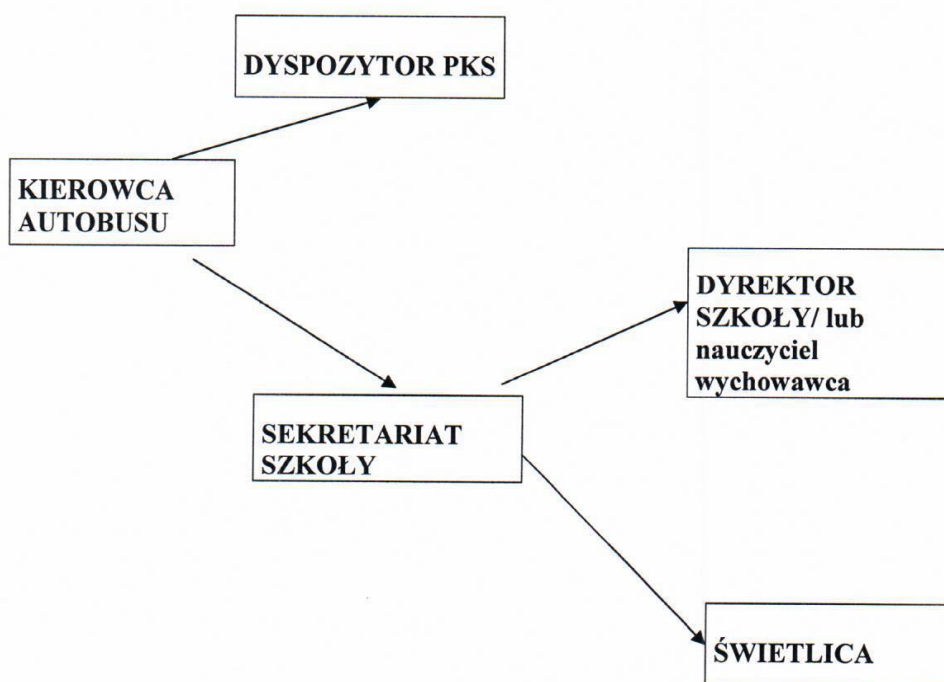 DYSPOZYTOR PKS
KIEROWCA
AUTOBUSU
DYREKTOR
SZKOŁY/ lub
nauczyciel
wychowawca
SEKRETARIAT
SZKOŁY
ŚWIETLICA